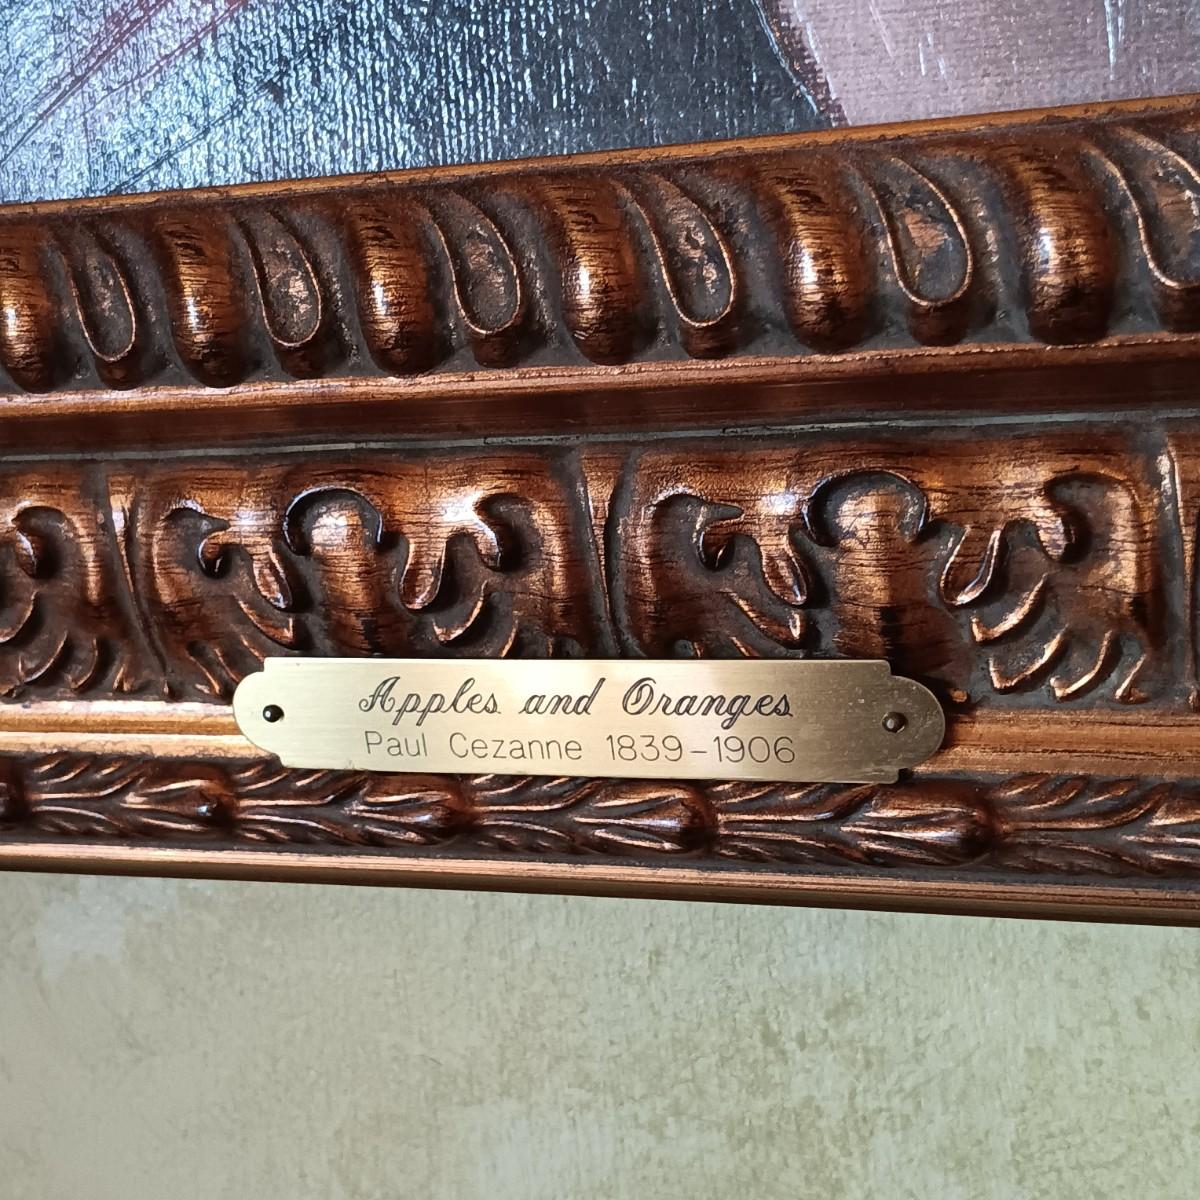 Apples and Oranges
Paul Cezanne 1839-1906